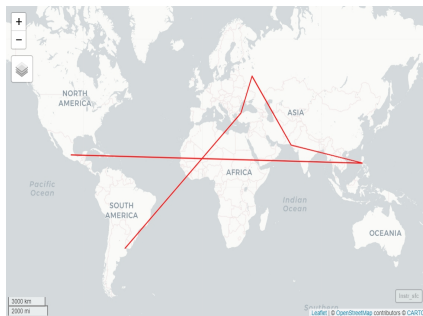 +
−
NORTH
AMERICA
ASIA
AFRICA
Pacific
Ocean
SOUTH
AMERICA
Indian
Ocean
OCEANIA
3000 km
2000 mi
Southern
Leaflet | © OpenStreetMap contributors © CARTO